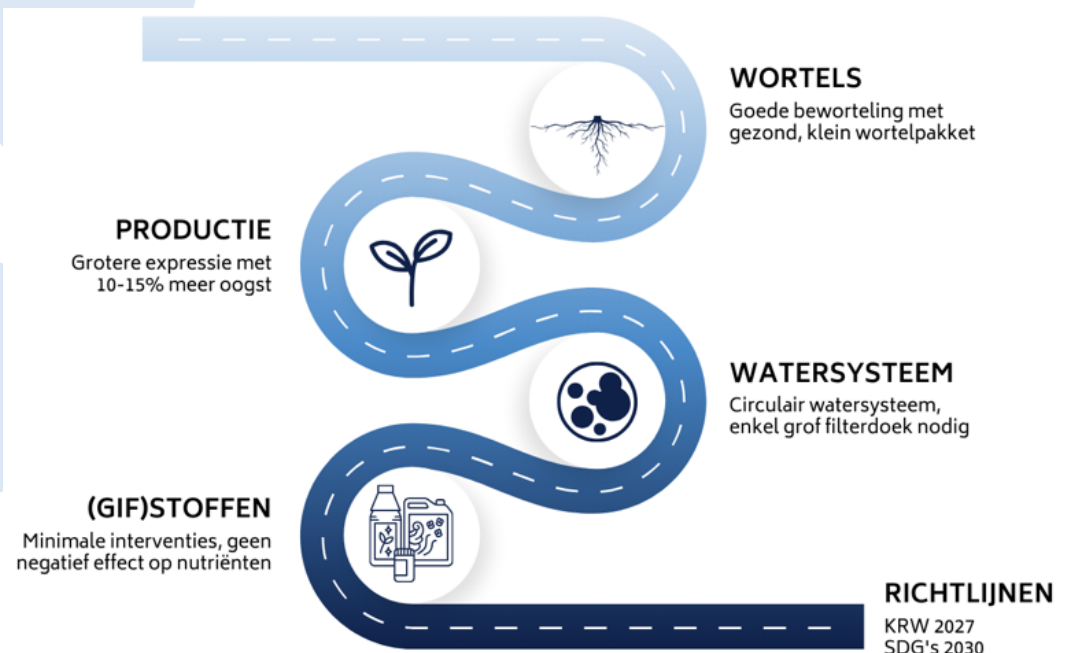 WORTELS
Goede beworteling met
gezond, klein wortelpakket
PRODUCTIE
Grotere expressie met
10-15% meer oogst
WATERSYSTEEM
Circulair watersysteem,
enkel grof filterdoek nodig
(GIF)STOFFEN
Minimale interventies, geen
negatief effect op nutriënten
RICHTLIJNEN
KRW 2027
SDG's 2030